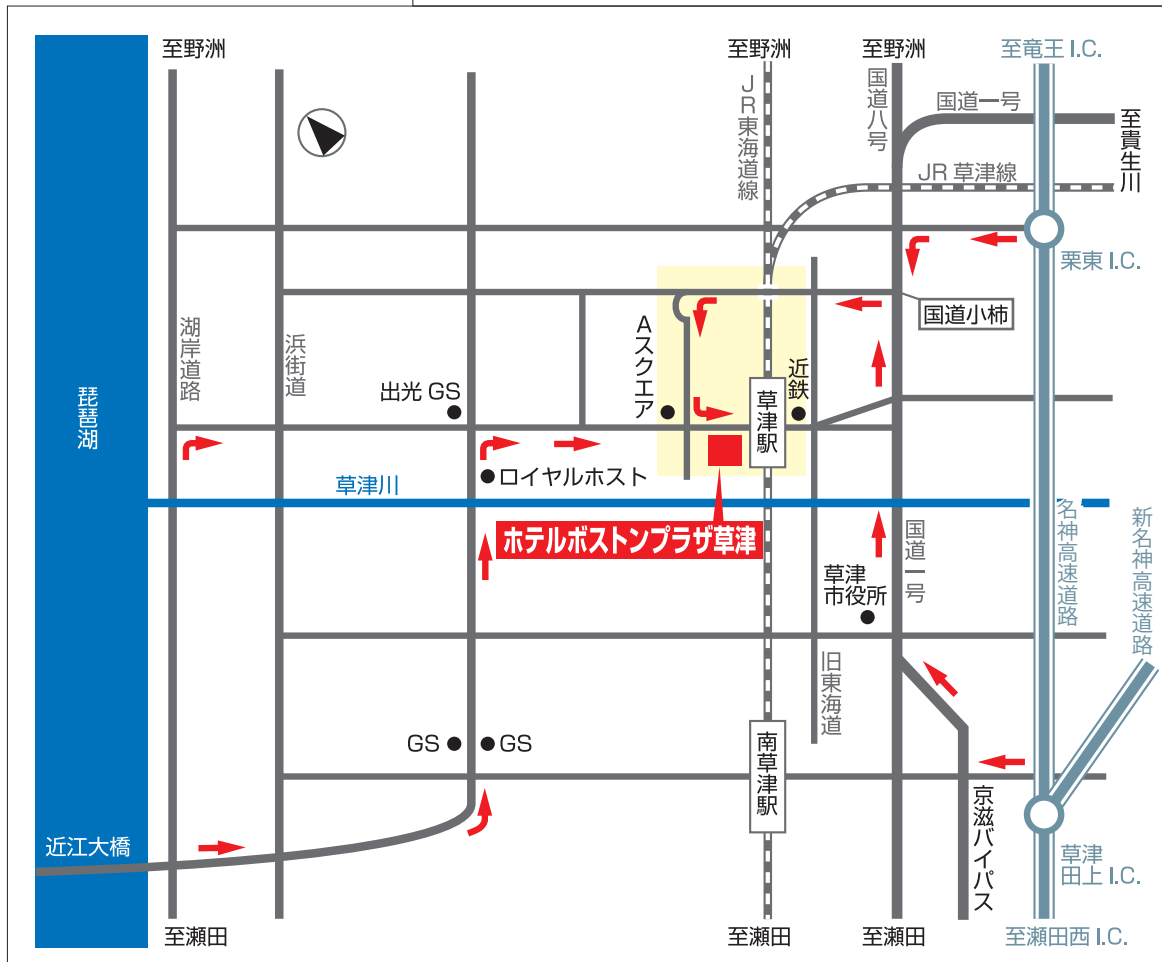 至野洲
至野洲
至野洲
至竜王 I.C.
国道一号
至貴生川
JR東海道線
国道八号
JR 草津線
栗東 I.C.
国道小柿
湖岸道路
浜街道
Aスクエア
近鉄
出光 GS
琵琶湖
草津駅
ロイヤルホスト
草津川
ホテルボストンプラザ草津
国道一号
名神高速道路
新名神高速道路
草津
市役所
旧東海道
GS
GS
南草津駅
京滋バイパス
近江大橋
草津
田上 I.C.
至瀬田
至瀬田
至瀬田
至瀬田西 I.C.